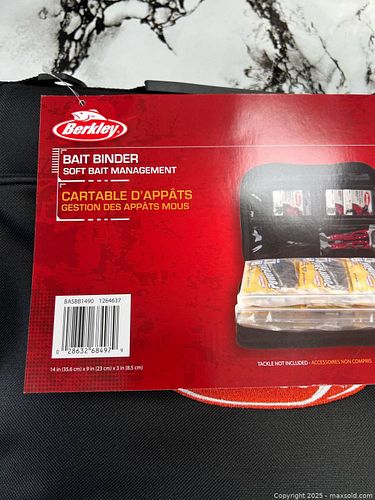 Berkley
BAIT BINDER
SOFT BAIT MANAGEMENT
CARTABLE D'APPÂTS
GESTION DES APPÂTS MOUS
BASBB1490 1264637
0 28632 68497 9
14 in (35.6 cm) x 9 in (23 cm) x 3 in (8.5 cm)
TACKLE NOT INCLUDED • ACCESSOIRES NON COMPRIS
Copyright 2025 - maxsold.com